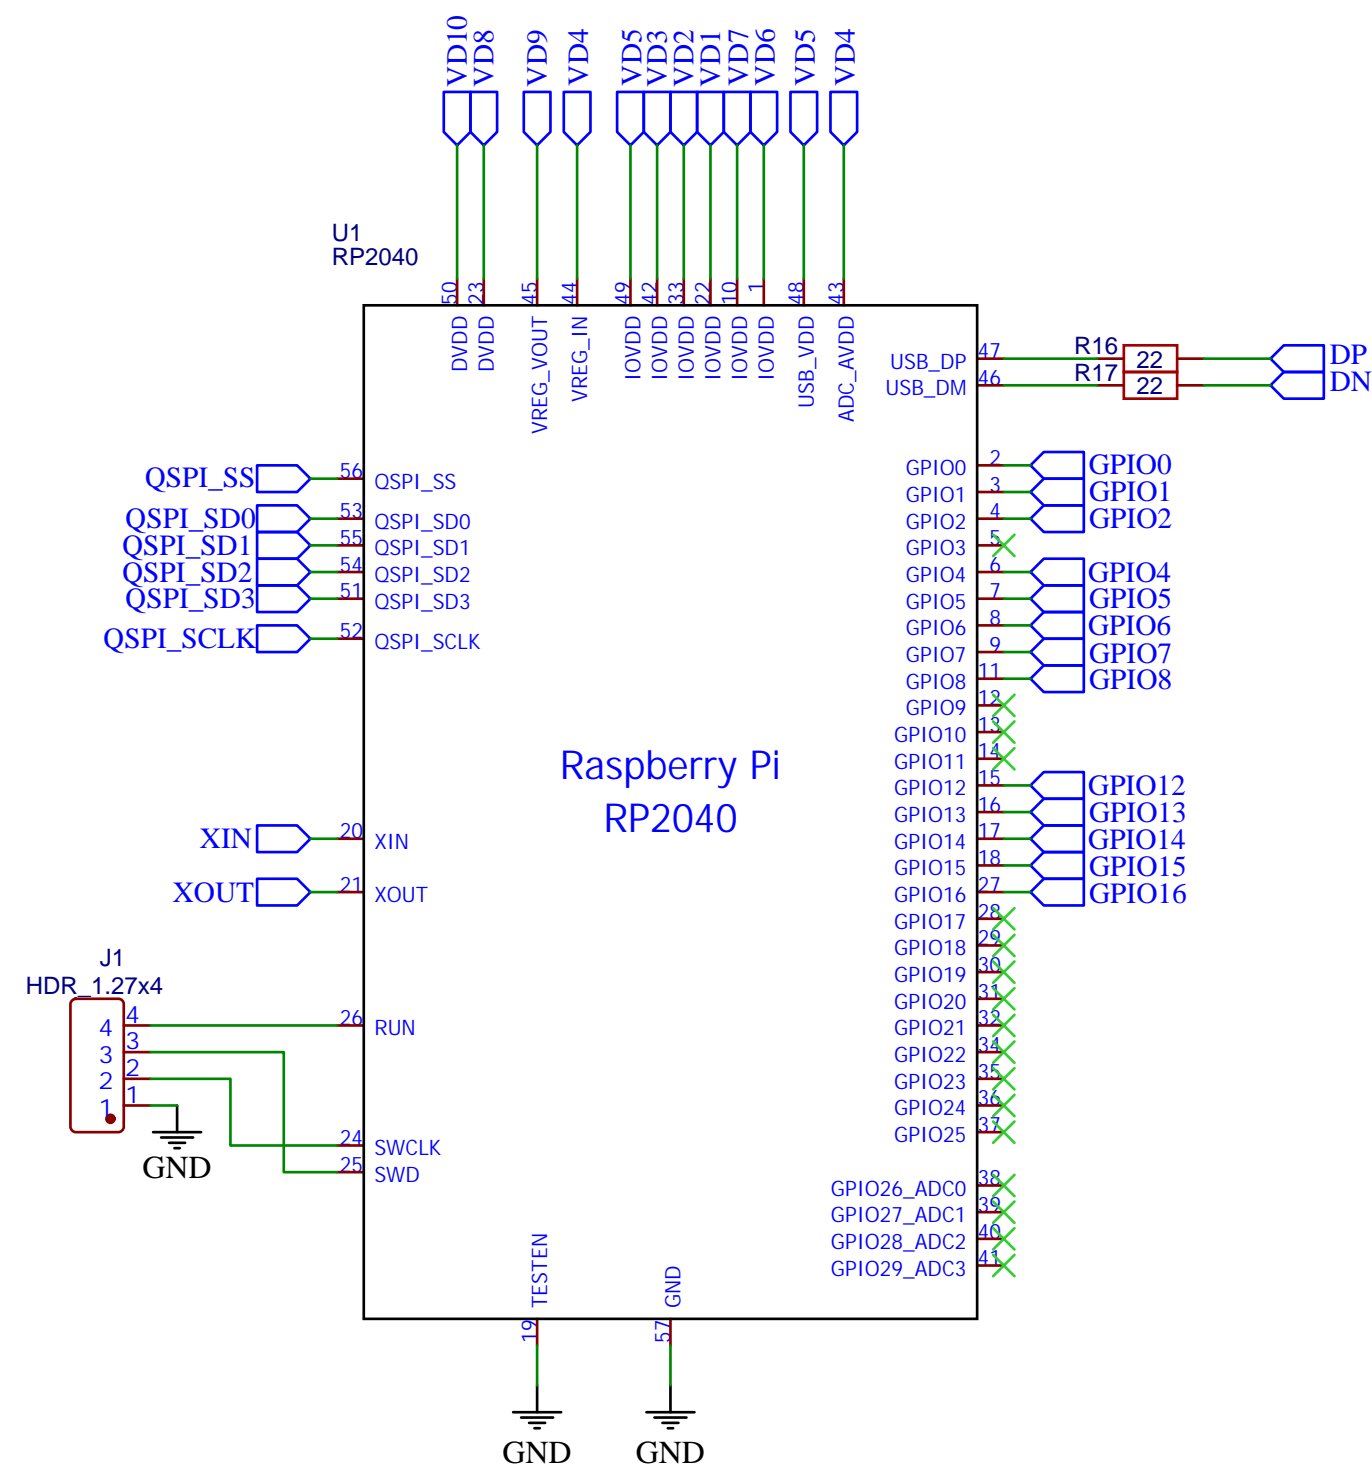 VD10
VD8
VD9
VD4
VD5
VD3
VD2
VD1
VD7
VD6
VD5
VD4
U1
RP2040
50
23
45
44
49
42
33
22
10
1
48
43
DVDD
DVDD
VREG_VOUT
VREG_IN
IOVDD
IOVDD
IOVDD
IOVDD
IOVDD
IOVDD
USB_VDD
ADC_AVDD
USB_DP 47 R16 22 DP
USB_DM 46 R17 22 DN
QSPI_SS 56 QSPI_SS
QSPI_SD0 53 QSPI_SD0
QSPI_SD1 55 QSPI_SD1
QSPI_SD2 54 QSPI_SD2
QSPI_SD3 51 QSPI_SD3
QSPI_SCLK 52 QSPI_SCLK
GPIO0 2 GPIO0
GPIO1 3 GPIO1
GPIO2 4 GPIO2
GPIO3 5
GPIO4 6 GPIO4
GPIO5 7 GPIO5
GPIO6 8 GPIO6
GPIO7 9 GPIO7
GPIO8 11 GPIO8
GPIO9 12
GPIO10 13
GPIO11 14
GPIO12 15 GPIO12
GPIO13 16 GPIO13
GPIO14 17 GPIO14
GPIO15 18 GPIO15
GPIO16 27 GPIO16
GPIO17 28
GPIO18 29
GPIO19 30
GPIO20 31
GPIO21 32
GPIO22 34
GPIO23 35
GPIO24 36
GPIO25 37
GPIO26_ADC0 38
GPIO27_ADC1 39
GPIO28_ADC2 40
GPIO29_ADC3 41
Raspberry Pi
RP2040
XIN 20 XIN
XOUT 21 XOUT
J1
HDR_1.27x4
4 4 26 RUN
3 3
2 2
1 1
GND
24 SWCLK
25 SWD
TESTEN
GND
19
57
GND
GND